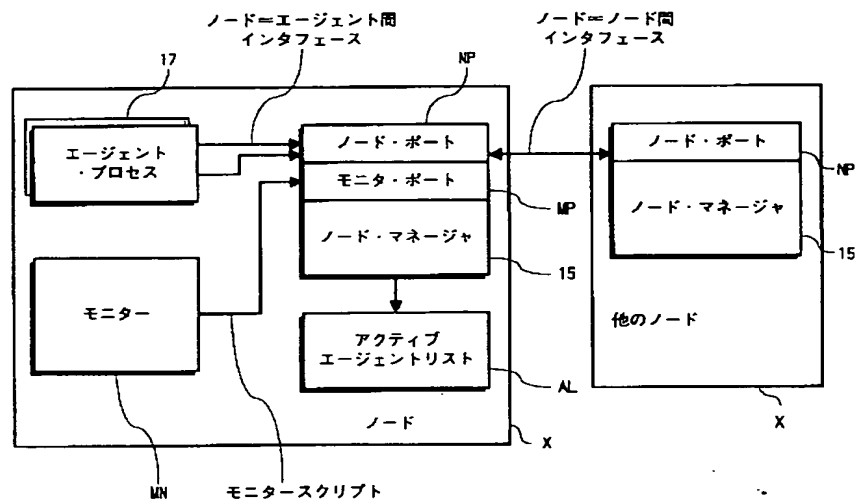 ノード=エージェント間
インタフェース
ノード=ノード間
インタフェース
17
NP
エージェント
・プロセス
ノード・ポート
モニタ・ポート
MP
ノード・マネージャ
15
モニター
アクティブ
エージェントリスト
AL
ノード
X
MN
モニタースクリプト
ノード・ポート
NP
ノード・マネージャ
15
他のノード
X